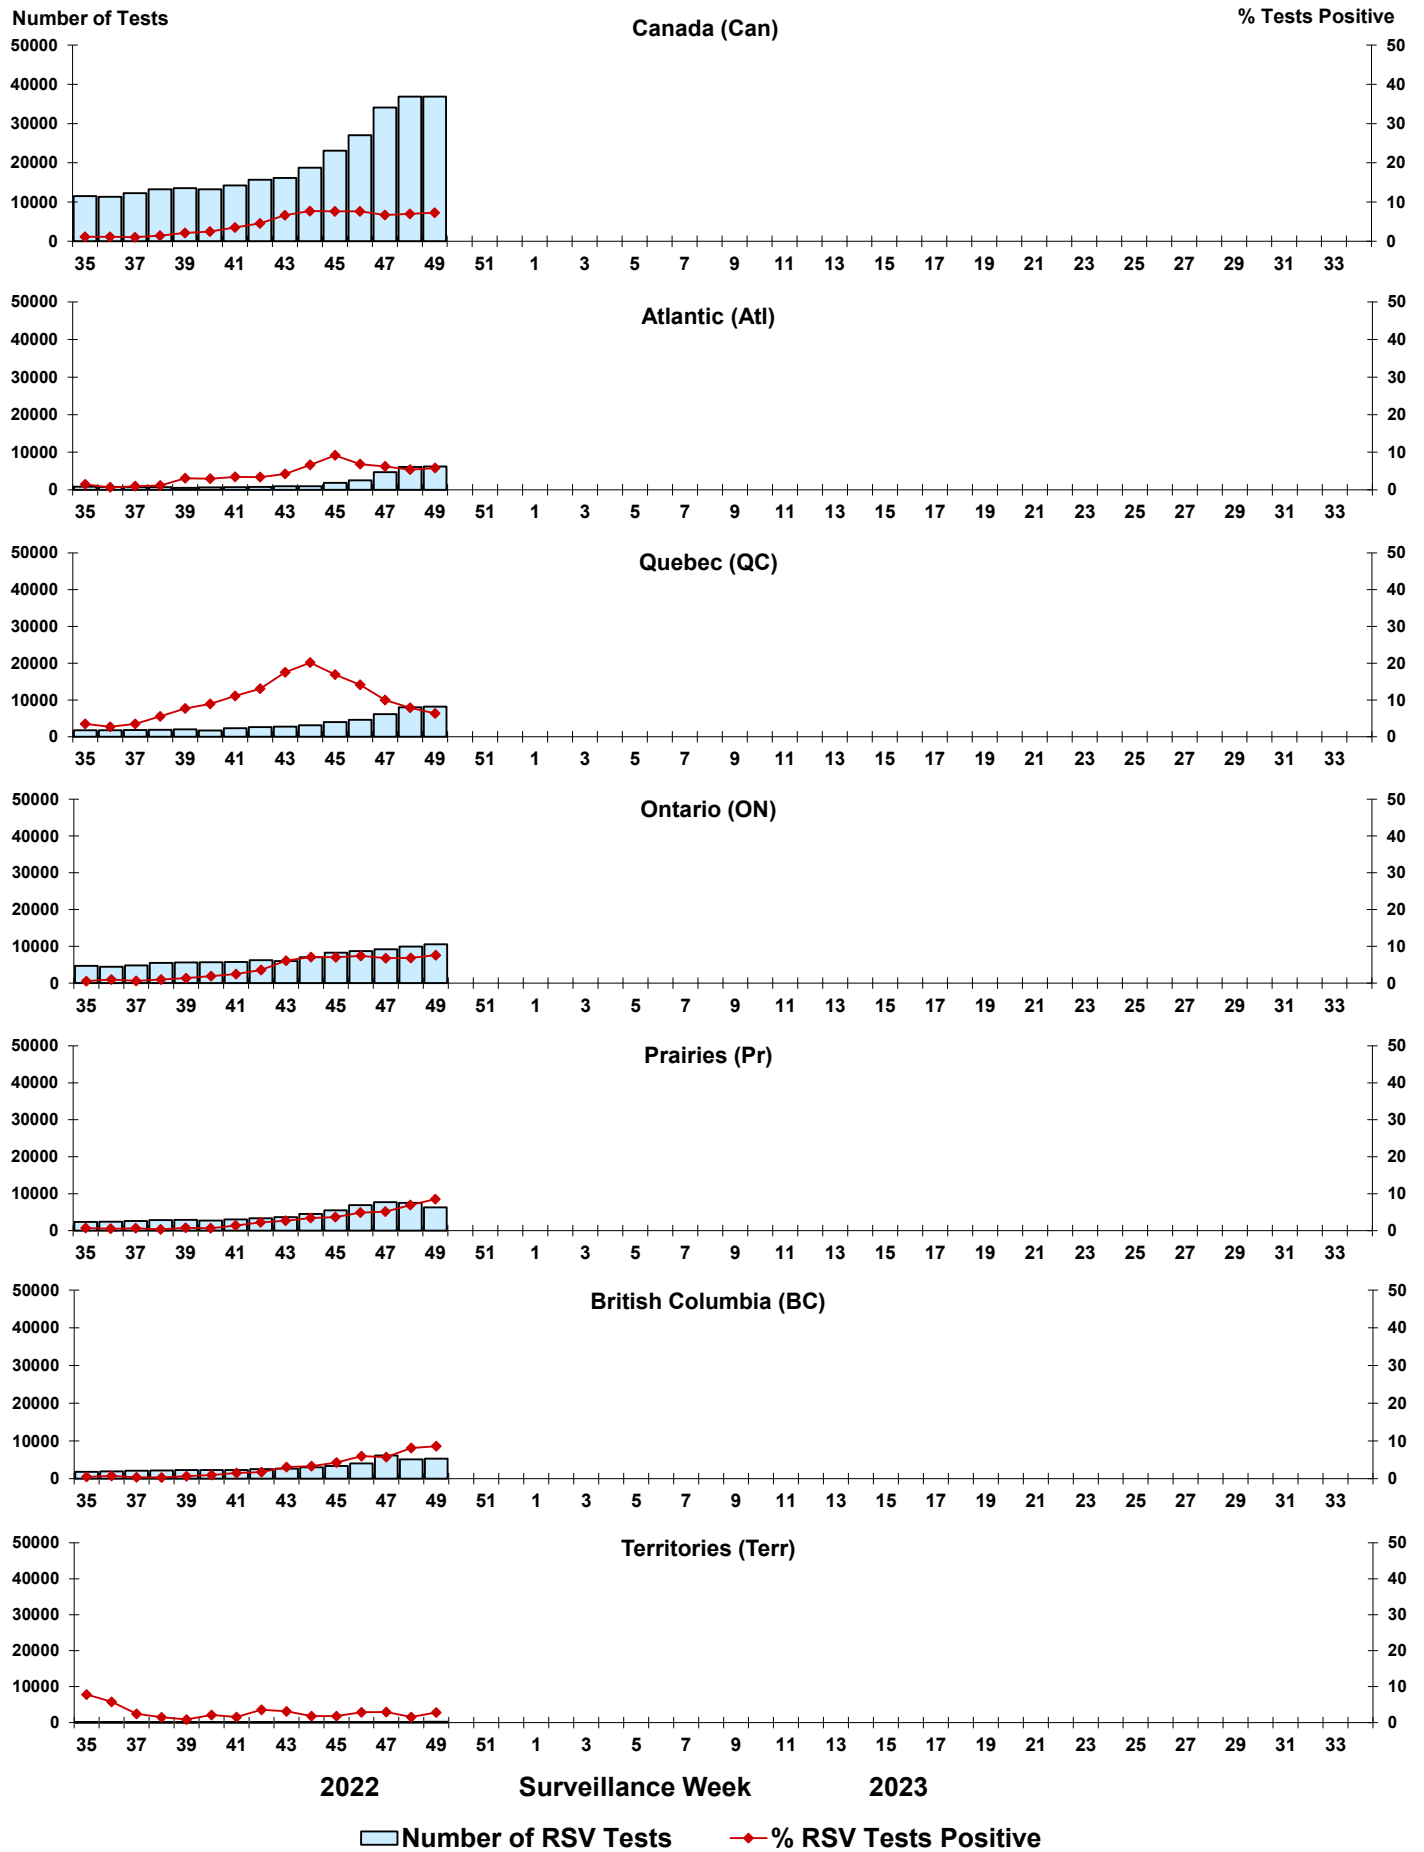 Number of Tests
% Tests Positive
Canada (Can)
50000 50
40000 40
30000 30
20000 20
10000 10
0 0
35 37 39 41 43 45 47 49 51 1 3 5 7 9 11 13 15 17 19 21 23 25 27 29 31 33
Atlantic (Atl)
50000 50
40000 40
30000 30
20000 20
10000 10
0 0
35 37 39 41 43 45 47 49 51 1 3 5 7 9 11 13 15 17 19 21 23 25 27 29 31 33
Quebec (QC)
50000 50
40000 40
30000 30
20000 20
10000 10
0 0
35 37 39 41 43 45 47 49 51 1 3 5 7 9 11 13 15 17 19 21 23 25 27 29 31 33
Ontario (ON)
50000 50
40000 40
30000 30
20000 20
10000 10
0 0
35 37 39 41 43 45 47 49 51 1 3 5 7 9 11 13 15 17 19 21 23 25 27 29 31 33
Prairies (Pr)
50000 50
40000 40
30000 30
20000 20
10000 10
0 0
35 37 39 41 43 45 47 49 51 1 3 5 7 9 11 13 15 17 19 21 23 25 27 29 31 33
British Columbia (BC)
50000 50
40000 40
30000 30
20000 20
10000 10
0 0
35 37 39 41 43 45 47 49 51 1 3 5 7 9 11 13 15 17 19 21 23 25 27 29 31 33
Territories (Terr)
50000 50
40000 40
30000 30
20000 20
10000 10
0 0
35 37 39 41 43 45 47 49 51 1 3 5 7 9 11 13 15 17 19 21 23 25 27 29 31 33
2022 Surveillance Week 2023
Number of RSV Tests % RSV Tests Positive